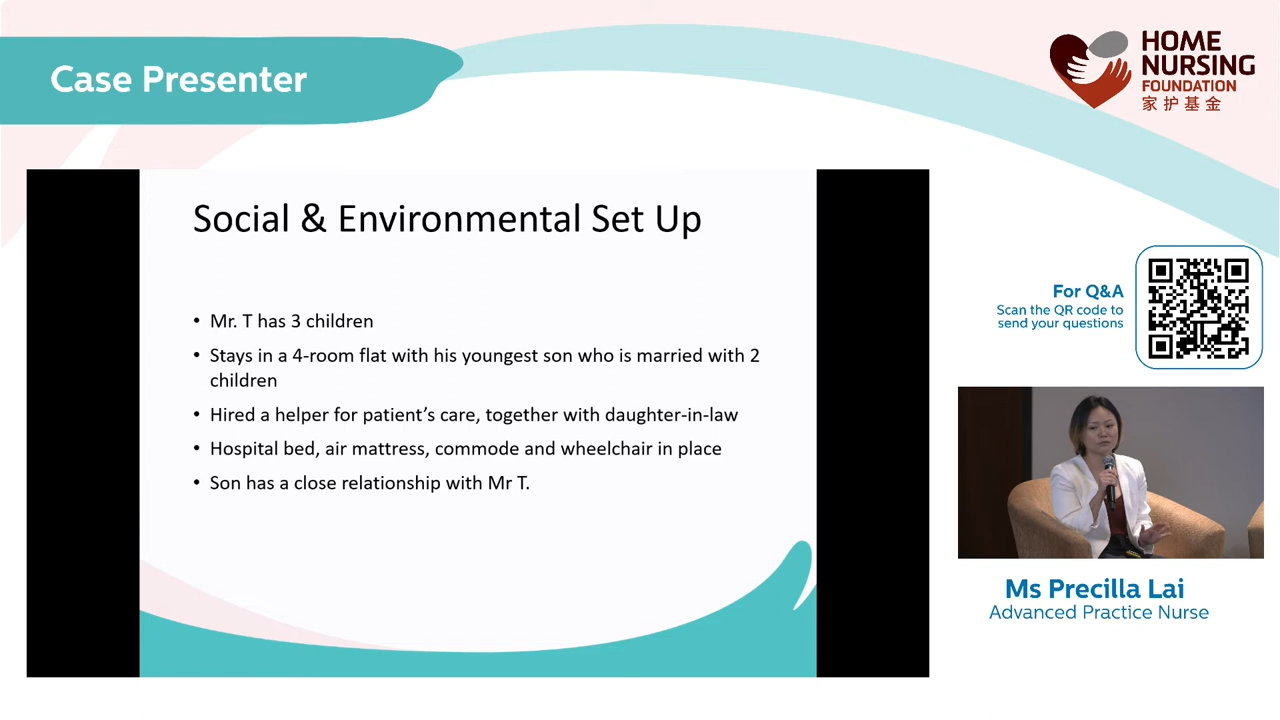 Case Presenter
HOME
NURSING
FOUNDATION
家护基金
Social & Environmental Set Up
• Mr. T has 3 children
• Stays in a 4-room flat with his youngest son who is married with 2
children
• Hired a helper for patient’s care, together with daughter-in-law
• Hospital bed, air mattress, commode and wheelchair in place
• Son has a close relationship with Mr T.
For Q&A
Scan the QR code to
send your questions
Ms Precilla Lai
Advanced Practice Nurse